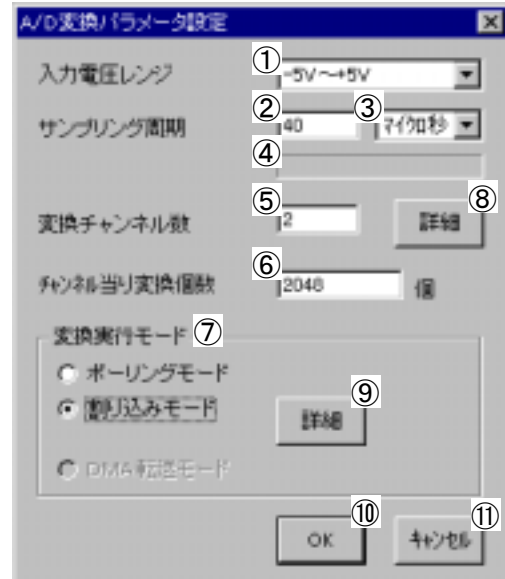 A/D変換パラメータ設定
入力電圧レンジ ① -5V～+5V
サンプリング周期 ② 40 ③ マイクロ秒
④
⑤ ⑧
変換チャンネル数 2 詳細
⑥
チャンネル当り変換個数 2048 個
変換実行モード ⑦
ポーリングモード
割り込みモード ⑨ 詳細
DMA転送モード
⑩ ⑪
OK キャンセル